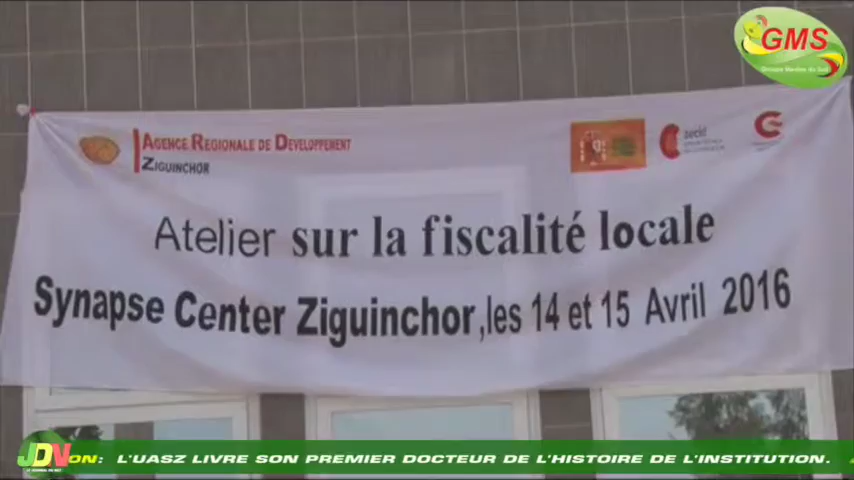 GMS
AGENCE REGIONALE DE DEVELOPPEMENT
ZIGUINCHOR
aecid
Atelier sur la fiscalité locale
Synapse Center Ziguinchor,les 14 et 15 Avril 2016
JDV
ON: L'UASZ LIVRE SON PREMIER DOCTEUR DE L'HISTOIRE DE L'INSTITUTION.